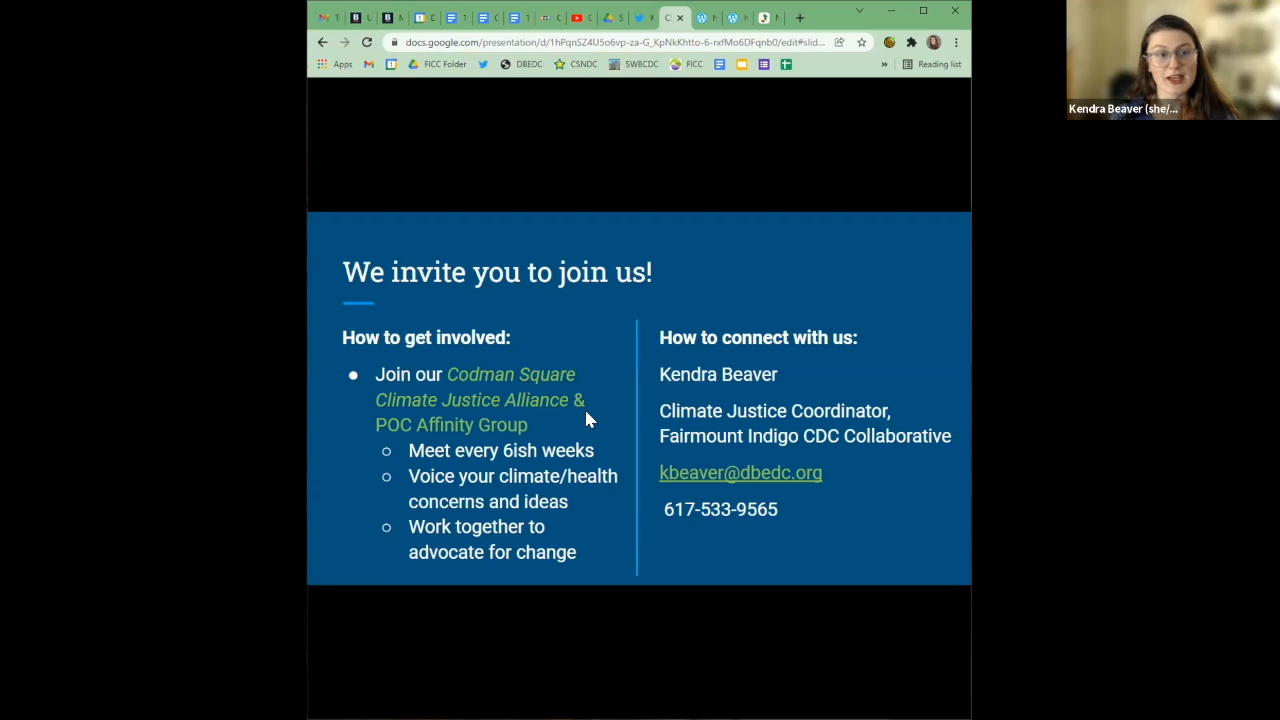 docs.google.com/presentation/d/1hPqnSZ4U5o6vp-za-G_KpNkKhtto-6-rxfMo6DFqnb0/edit#slid...
Apps
FICC Folder
DBEDC
CSNDC
SWBCDC
FICC
»
Reading list
Kendra Beaver (she/...
We invite you to join us!
How to get involved:
● Join our Codman Square
Climate Justice Alliance &
POC Affinity Group
○ Meet every 6ish weeks
○ Voice your climate/health
concerns and ideas
○ Work together to
advocate for change
How to connect with us:
Kendra Beaver
Climate Justice Coordinator,
Fairmount Indigo CDC Collaborative
kbeaver@dbedc.org
617-533-9565